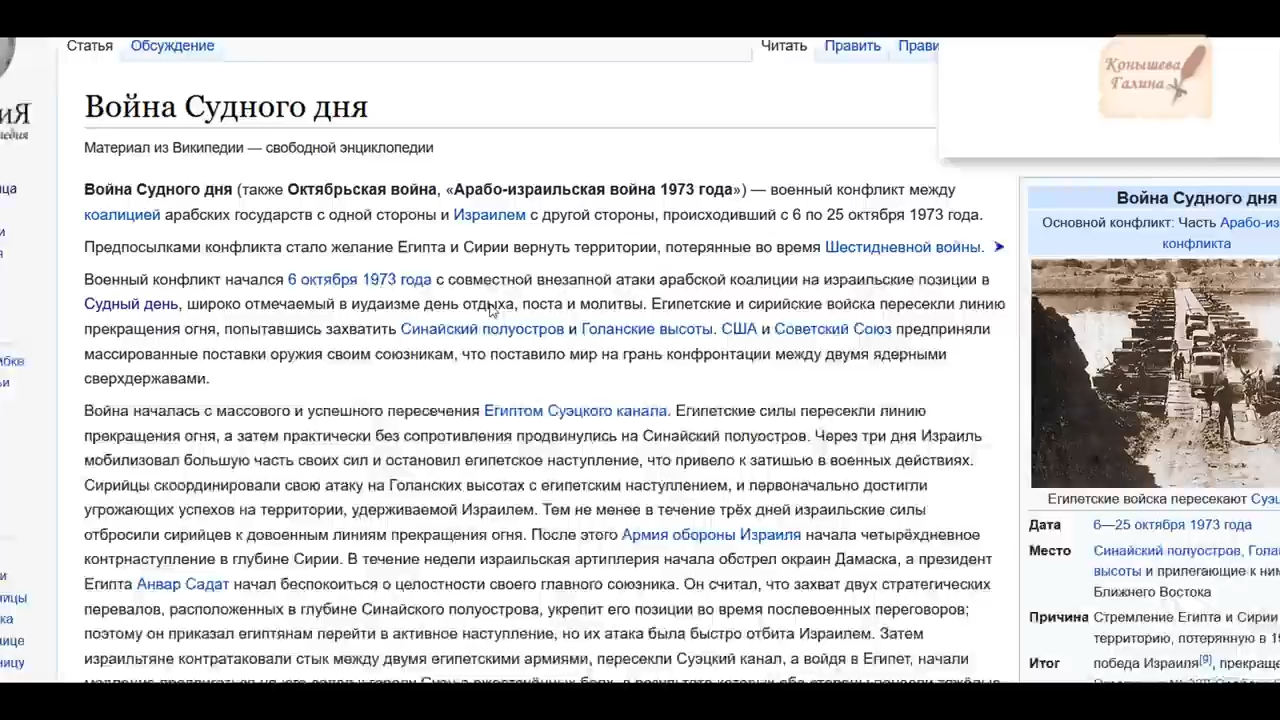 Статья Обсуждение Читать Править
Конышева
Галина
Война Судного дня
Материал из Википедии — свободной энциклопедии
Война Судного дня (также Октябрьская война, «Арабо-израильская война 1973 года») — военный конфликт между
коалицией арабских государств с одной стороны и Израилем с другой стороны, происходивший с 6 по 25 октября 1973 года.
Предпосылками конфликта стало желание Египта и Сирии вернуть территории, потерянные во время Шестидневной войны.
Военный конфликт начался 6 октября 1973 года с совместной внезапной атаки арабской коалиции на израильские позиции в
Судный день, широко отмечаемый в иудаизме день отдыха, поста и молитвы. Египетские и сирийские войска пересекли линию
прекращения огня, попытавшись захватить Синайский полуостров и Голанские высоты. США и Советский Союз предприняли
массированные поставки оружия своим союзникам, что поставило мир на грань конфронтации между двумя ядерными
сверхдержавами.
Война началась с массового и успешного пересечения Египтом Суэцкого канала. Египетские силы пересекли линию
прекращения огня, а затем практически без сопротивления продвинулись на Синайский полуостров. Через три дня Израиль
мобилизовал большую часть своих сил и остановил египетское наступление, что привело к затишью в военных действиях.
Сирийцы скоординировали свою атаку на Голанских высотах с египетским наступлением, и первоначально достигли
угрожающих успехов на территории, удерживаемой Израилем. Тем не менее в течение трёх дней израильские силы
отбросили сирийцев к довоенным линиям прекращения огня. После этого Армия обороны Израиля начала четырёхдневное
контрнаступление в глубине Сирии. В течение недели израильская артиллерия начала обстрел окраин Дамаска, а президент
Египта Анвар Садат начал беспокоиться о целостности своего главного союзника. Он считал, что захват двух стратегических
перевалов, расположенных в глубине Синайского полуострова, укрепит его позиции во время послевоенных переговоров;
поэтому он приказал египтянам перейти в активное наступление, но их атака была быстро отбита Израилем. Затем
израильтяне контратаковали стык между двумя египетскими армиями, пересекли Суэцкий канал, а войдя в Египет, начали
Война Судного дня
Основной конфликт: Часть Арабо-из
конфликта
Египетские войска пересекают Суэц
Дата 6—25 октября 1973 года
Место Синайский полуостров, Гола
высоты и прилегающие к ним
Ближнего Востока
Причина Стремление Египта и Сирии
территорию, потерянную в 19
Итог победа Израиля[9], прекраще